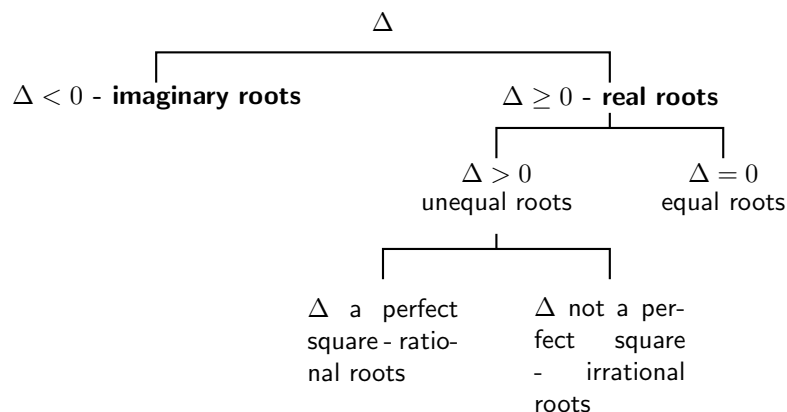 Δ
Δ < 0 - imaginary roots
Δ ≥ 0 - real roots
Δ > 0
unequal roots
Δ = 0
equal roots
Δ a perfect
square - ratio-
nal roots
Δ not a per-
fect square
- irrational
roots